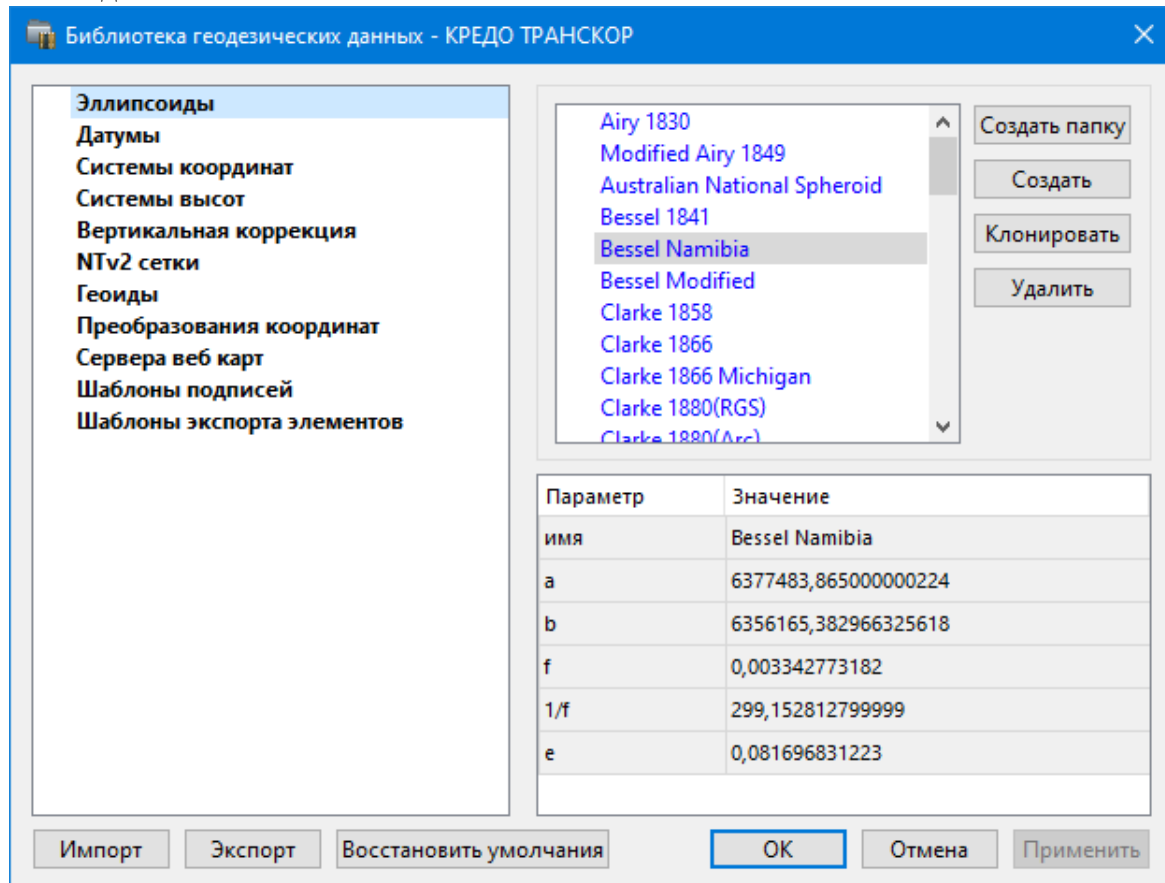 Библиотека геодезических данных - КРЕДО ТРАНСКОР
Эллипсоиды
Датумы
Системы координат
Системы высот
Вертикальная коррекция
NTv2 сетки
Геоиды
Преобразования координат
Сервера веб карт
Шаблоны подписей
Шаблоны экспорта элементов
Airy 1830
Modified Airy 1849
Australian National Spheroid
Bessel 1841
Bessel Namibia
Bessel Modified
Clarke 1858
Clarke 1866
Clarke 1866 Michigan
Clarke 1880(RGS)
Clarke 1880(Arc)
Создать папку
Создать
Клонировать
Удалить
Параметр Значение
имя Bessel Namibia
a 6377483,865000000224
b 6356165,382966325618
f 0,003342773182
1/f 299,152812799999
e 0,081696831223
Импорт Экспорт Восстановить умолчания ОК Отмена Применить